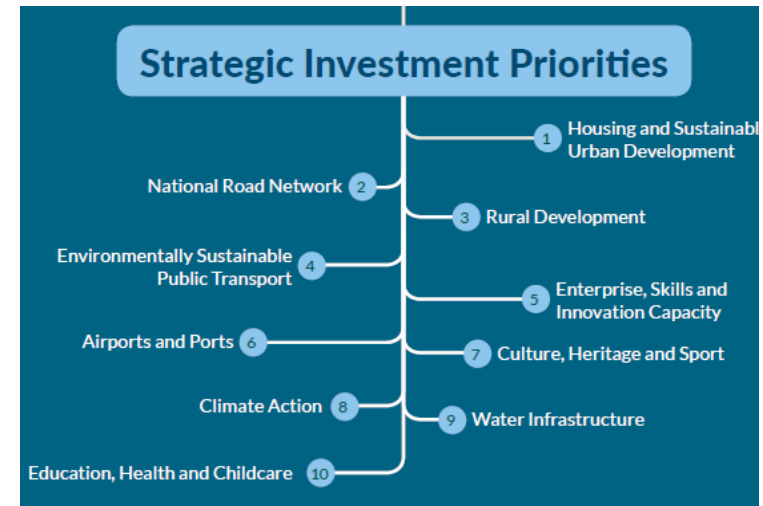 Strategic Investment Priorities
1
Housing and Sustainabl
Urban Development
National Road Network 2
3 Rural Development
Environmentally Sustainable
Public Transport
4
5
Enterprise, Skills and
Innovation Capacity
Airports and Ports 6
7 Culture, Heritage and Sport
Climate Action 8
9 Water Infrastructure
Education, Health and Childcare 10